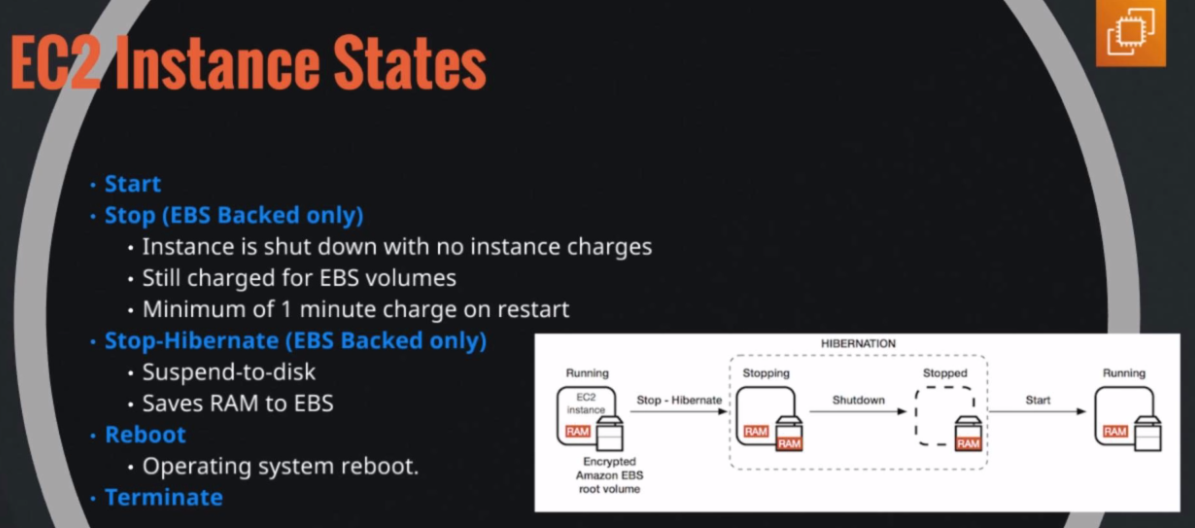 EC2 Instance States
• Start
• Stop (EBS Backed only)
• Instance is shut down with no instance charges
• Still charged for EBS volumes
• Minimum of 1 minute charge on restart
• Stop-Hibernate (EBS Backed only)
• Suspend-to-disk
• Saves RAM to EBS
• Reboot
• Operating system reboot.
• Terminate
HIBERNATION
Running
Stopping
Stopped
Running
EC2
instance
RAM
Stop - Hibernate
RAM
RAM
Shutdown
RAM
Start
RAM
Encrypted
Amazon EBS
root volume